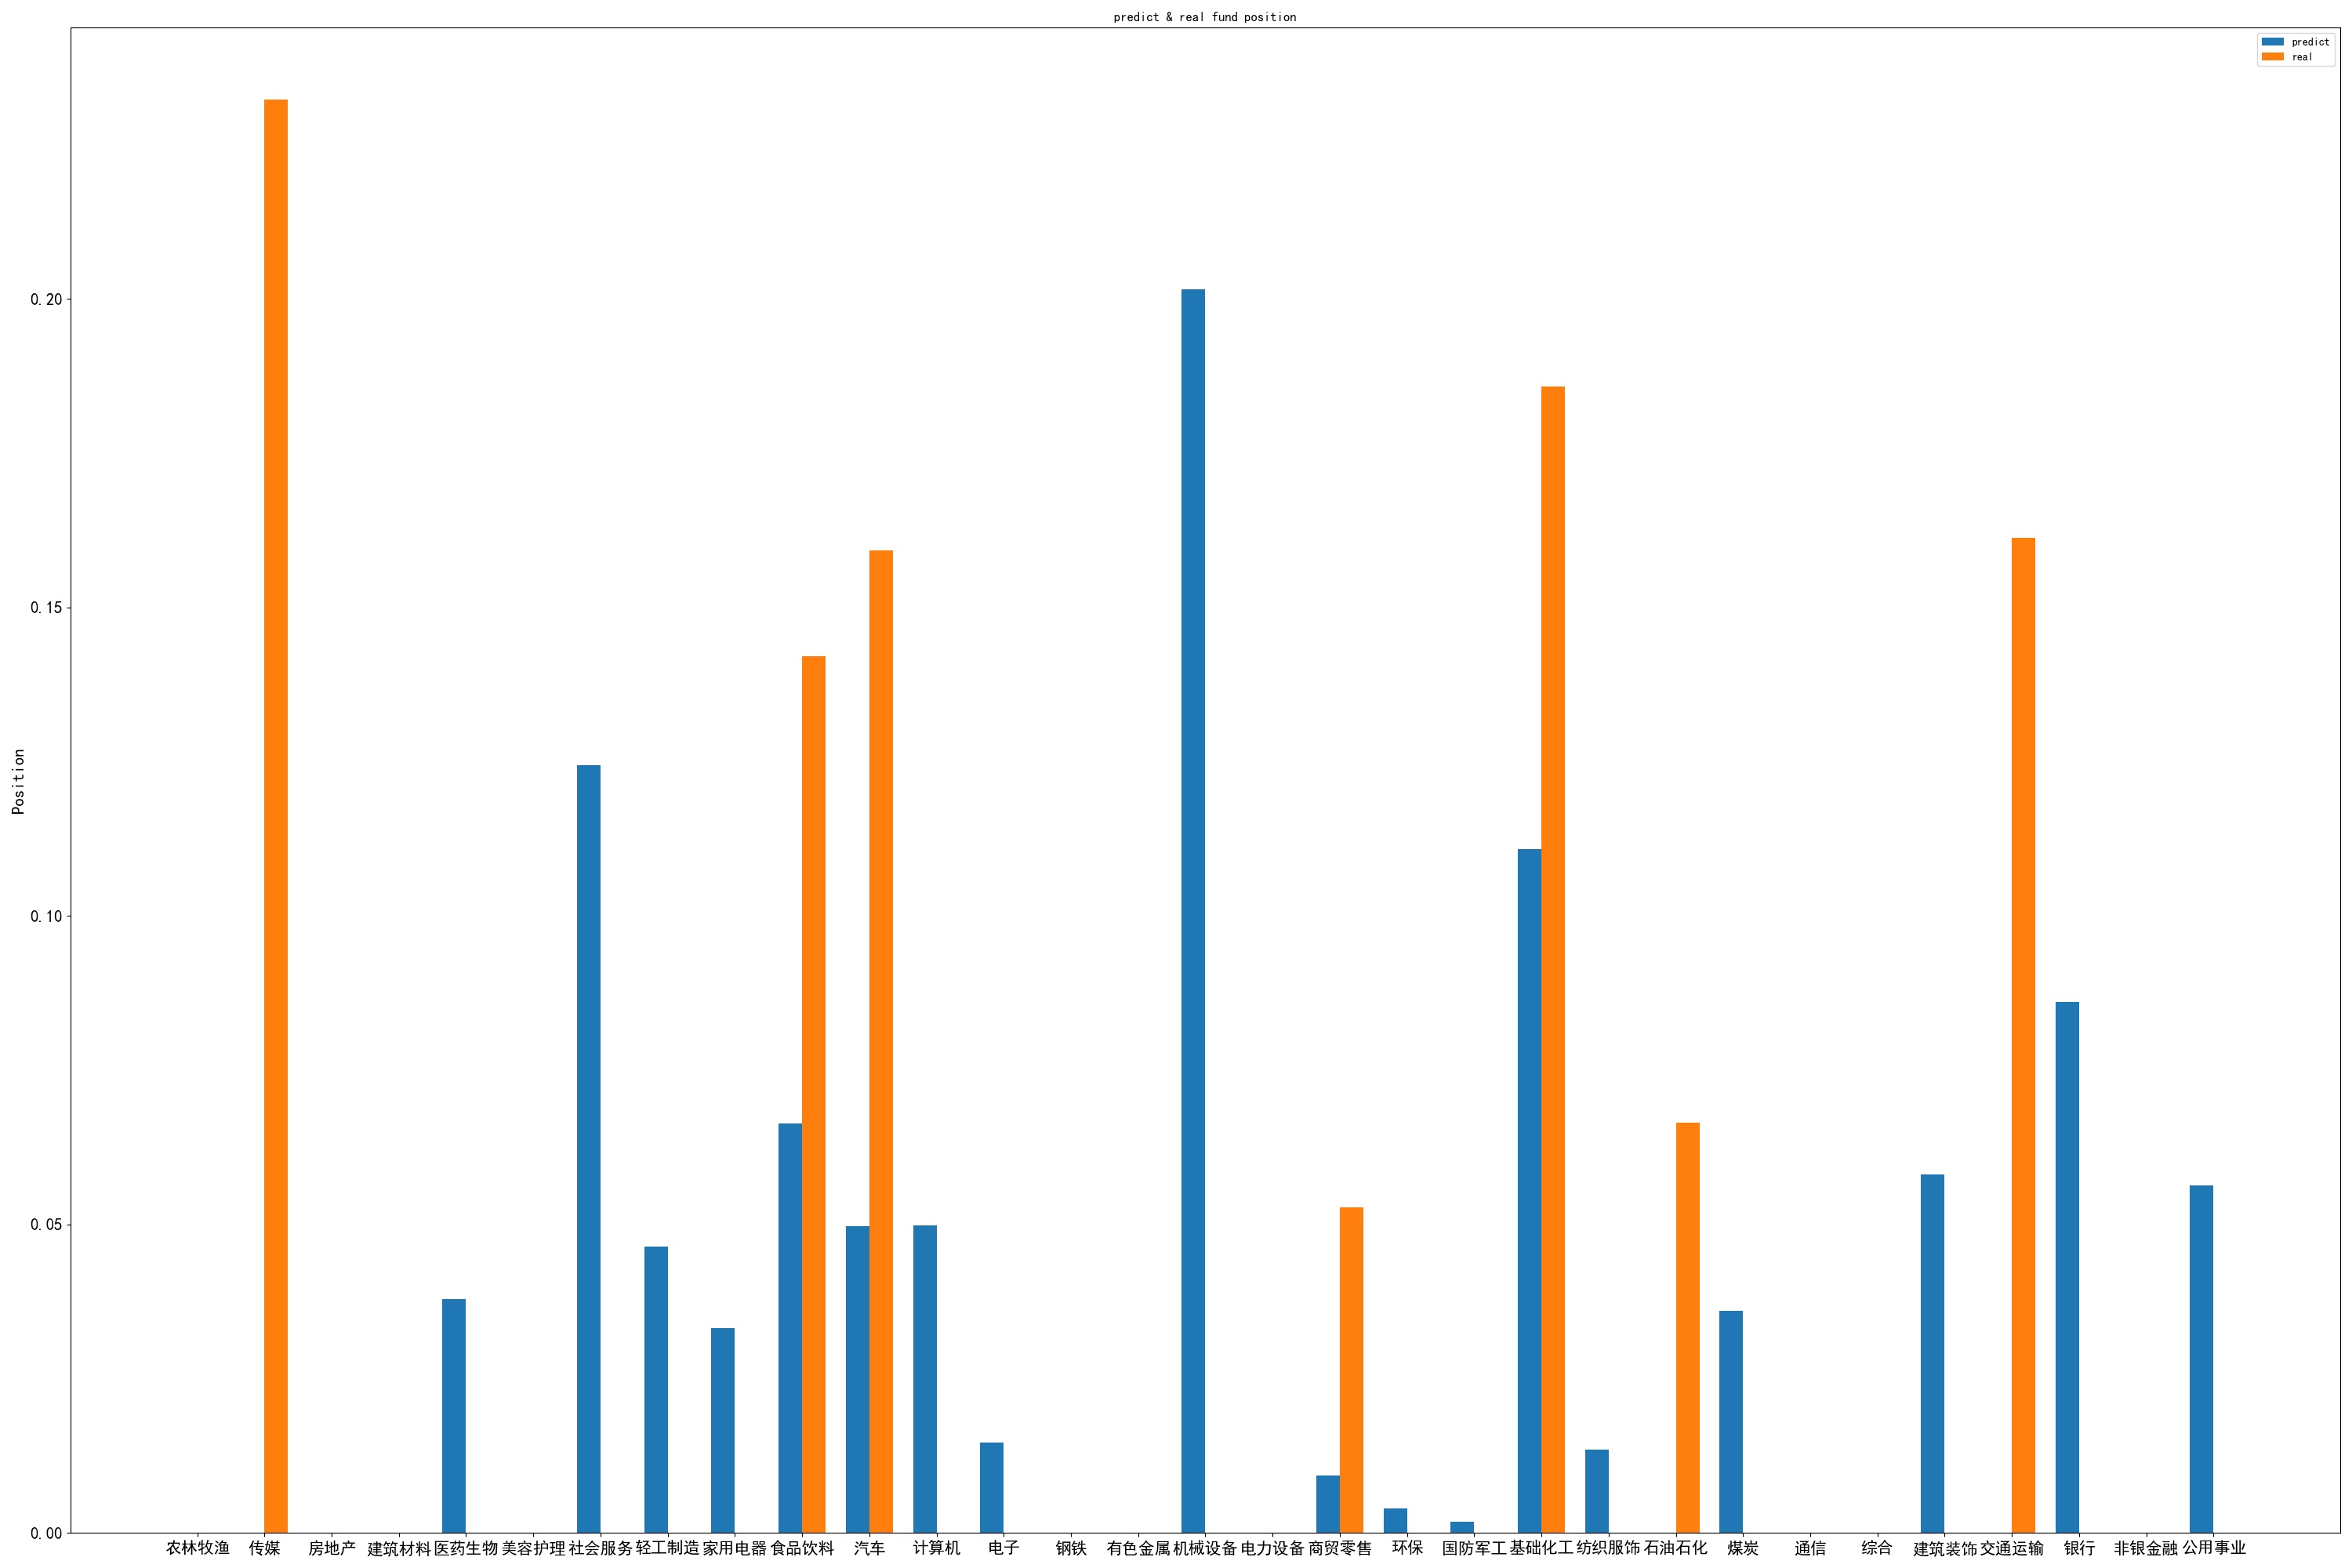 predict & real fund position
predict
real
0.20
0.15
0.10
0.05
0.00
Position
农林牧渔 传媒 房地产 建筑材料 医药生物 美容护理 社会服务 轻工制造 家用电器 食品饮料 汽车 计算机 电子 钢铁 有色金属 机械设备 电力设备 商贸零售 环保 国防军工 基础化工 纺织服饰 石油石化 煤炭 通信 综合 建筑装饰 交通运输 银行 非银金融 公用事业